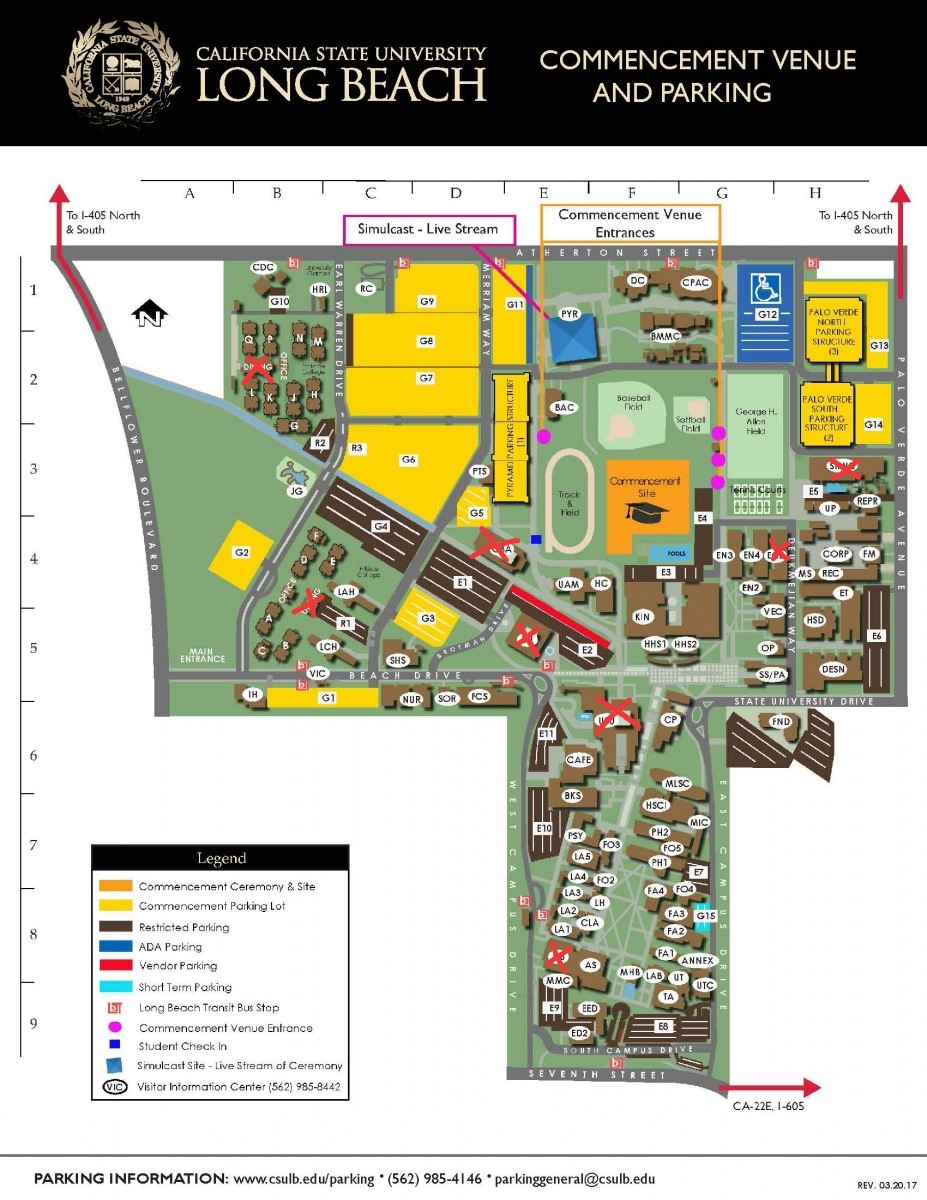 CALIFORNIA STATE UNIVERSITY
LONG BEACH
CALIFORNIA STATE UNIVERSITY
1949
LONG BEACH
COMMENCEMENT VENUE
AND PARKING
A B C D E F G H
To I-405 North
& South
Simulcast - Live Stream
Commencement Venue
Entrances
To I-405 North
& South
ATHERTON STREET
1
CDC
G10
HRL
RC
G9
G11
PYR
DC
CPAC
G12
PALO VERDE
NORTH
PARKING
STRUCTURE
(3)
G13
EARL WARREN DRIVE
MERRIAM WAY
G8
BMMC
N
2
Q
P
N
M
OFFICE
L
K
J
H
G
G7
BAC
Baseball
Field
Softball
Field
George H.
Allen
Field
PALO VERDE
SOUTH
PARKING
STRUCTURE
(2)
G14
PALO VERDE AVENUE
BELLFLOWER BOULEVARD
PYRAMID PARKING STRUCTURE
(1)
3
R2
R3
G6
JG
PTS
G5
Track
&
Field
Commencement
Site
Tennis Courts
E4
E5
UP
REPR
4
G2
G4
F
D
E
Hillside
College
LAH
OFFICE
E1
UAM
HC
POOLS
E3
EN3
EN4
EN2
DEUKMEJIAN WAY
CORP
FM
MS
REC
ET
5
A
B
C
R1
LCH
G3
SHS
BROTMAN DRIVE
E2
KIN
HHS1
HHS2
VEC
OP
SS/PA
HSD
DESN
E6
MAIN
ENTRANCE
VIC
BEACH DRIVE
STATE UNIVERSITY DRIVE
IH
G1
NUR
SOR
FCS
CP
FND
6
E11
CAFE
MLSC
BKS
HSCI
MIC
7
E10
PSY
FO3
PH2
FO5
LA5
PH1
E7
LA4
FO2
FA4
FO4
LA3
LH
8
LA2
CLA
LA1
FA3
G15
FA2
FA1
ANNEX
AS
MMC
MHB
LAB
UT
UTC
TA
9
E9
EED
ED2
E8
WEST CAMPUS DRIVE
EAST CAMPUS DRIVE
SOUTH CAMPUS DRIVE
SEVENTH STREET
CA-22E, I-605
Legend
Commencement Ceremony & Site
Commencement Parking Lot
Restricted Parking
ADA Parking
Vendor Parking
Short Term Parking
Long Beach Transit Bus Stop
Commencement Venue Entrance
Student Check In
Simulcast Site - Live Stream of Ceremony
VIC Visitor Information Center (562) 985-8442
PARKING INFORMATION: www.csulb.edu/parking • (562) 985-4146 • parkinggeneral@csulb.edu
REV. 03.20.17